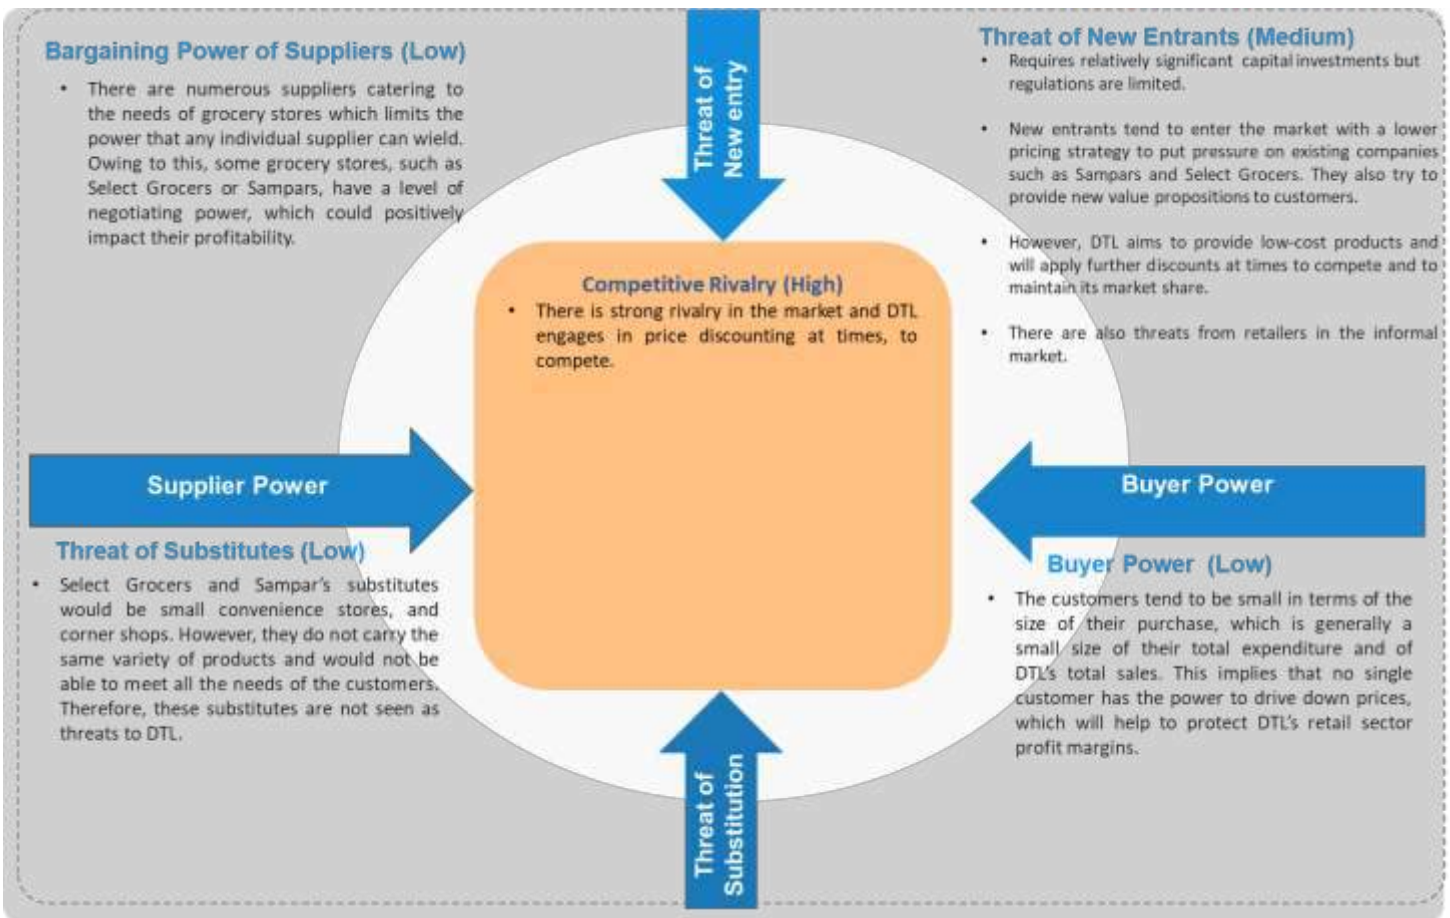 Bargaining Power of Suppliers (Low)
• There are numerous suppliers catering to
the needs of grocery stores which limits the
power that any individual supplier can wield.
Owing to this, some grocery stores, such as
Select Grocers or Sampars, have a level of
negotiating power, which could positively
impact their profitability.
Threat of
New entry
Threat of New Entrants (Medium)
• Requires relatively significant capital investments but
regulations are limited.
• New entrants tend to enter the market with a lower
pricing strategy to put pressure on existing companies
such as Sampars and Select Grocers. They also try to
provide new value propositions to customers.
• However, DTL aims to provide low-cost products and
will apply further discounts at times to compete and to
maintain its market share.
• There are also threats from retailers in the informal
market.
Competitive Rivalry (High)
• There is strong rivalry in the market and DTL
engages in price discounting at times, to
compete.
Supplier Power
Buyer Power
Threat of Substitutes (Low)
• Select Grocers and Sampar's substitutes
would be small convenience stores, and
corner shops. However, they do not carry the
same variety of products and would not be
able to meet all the needs of the customers.
Therefore, these substitutes are not seen as
threats to DTL.
Buyer Power (Low)
• The customers tend to be small in terms of the
size of their purchase, which is generally a
small size of their total expenditure and of
DTL's total sales. This implies that no single
customer has the power to drive down prices,
which will help to protect DTL's retail sector
profit margins.
Threat of
Substitution